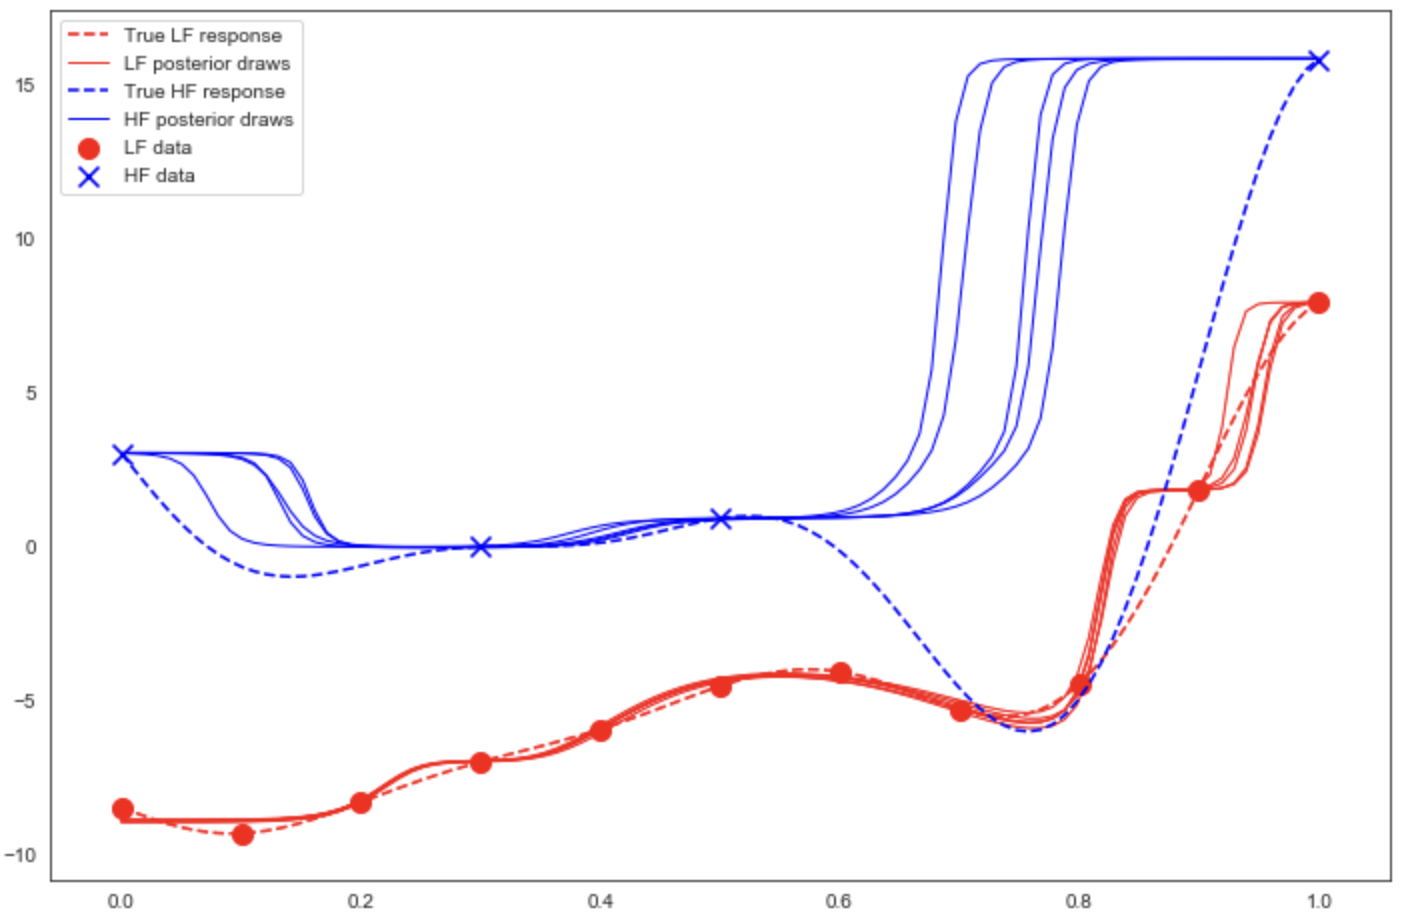 True LF response
LF posterior draws
True HF response
HF posterior draws
LF data
HF data
15
10
5
0
−5
−10
0.0 0.2 0.4 0.6 0.8 1.0